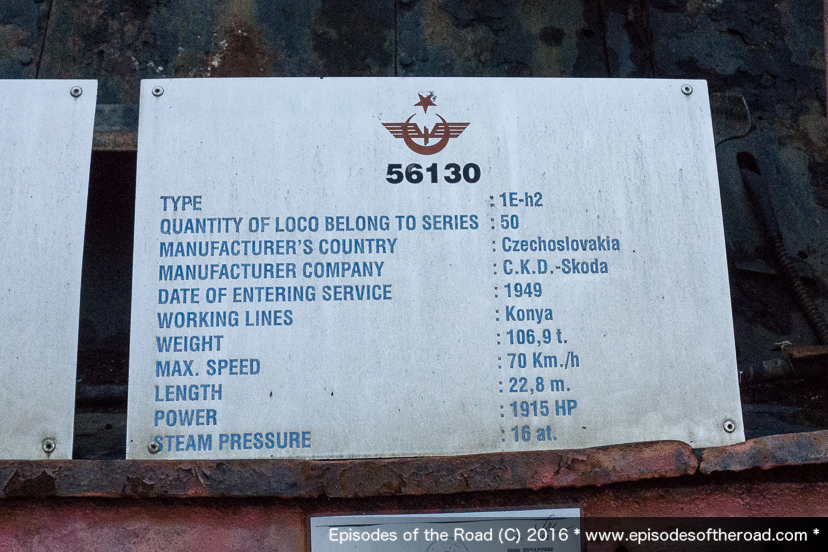 56130
TYPE : 1E-h2
QUANTITY OF LOCO BELONG TO SERIES : 50
MANUFACTURER'S COUNTRY : Czechoslovakia
MANUFACTURER COMPANY : C.K.D.-Skoda
DATE OF ENTERING SERVICE : 1949
WORKING LINES : Konya
WEIGHT : 106,9 t.
MAX. SPEED : 70 Km./h
LENGTH : 22,8 m.
POWER : 1915 HP
STEAM PRESSURE : 16 at.
Episodes of the Road (C) 2016 * www.episodesoftheroad.com *